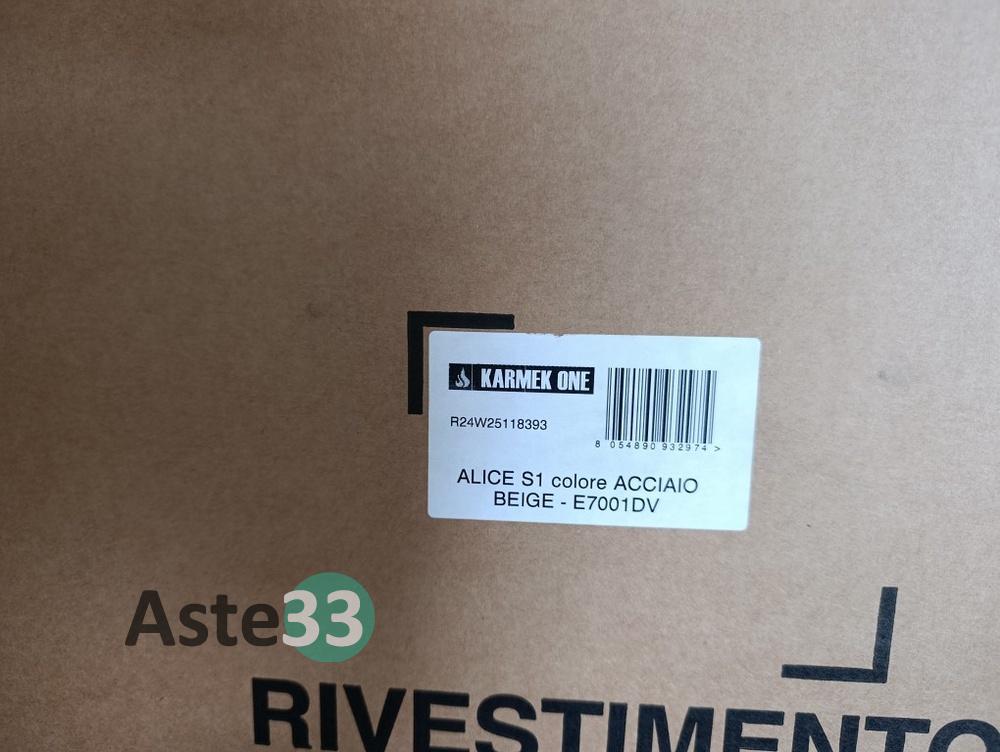 KARMEK ONE
R24W25118393
8 054890 932974 >
ALICE S1 colore ACCIAIO
BEIGE - E7001DV
Aste33
RIVESTIMENTO